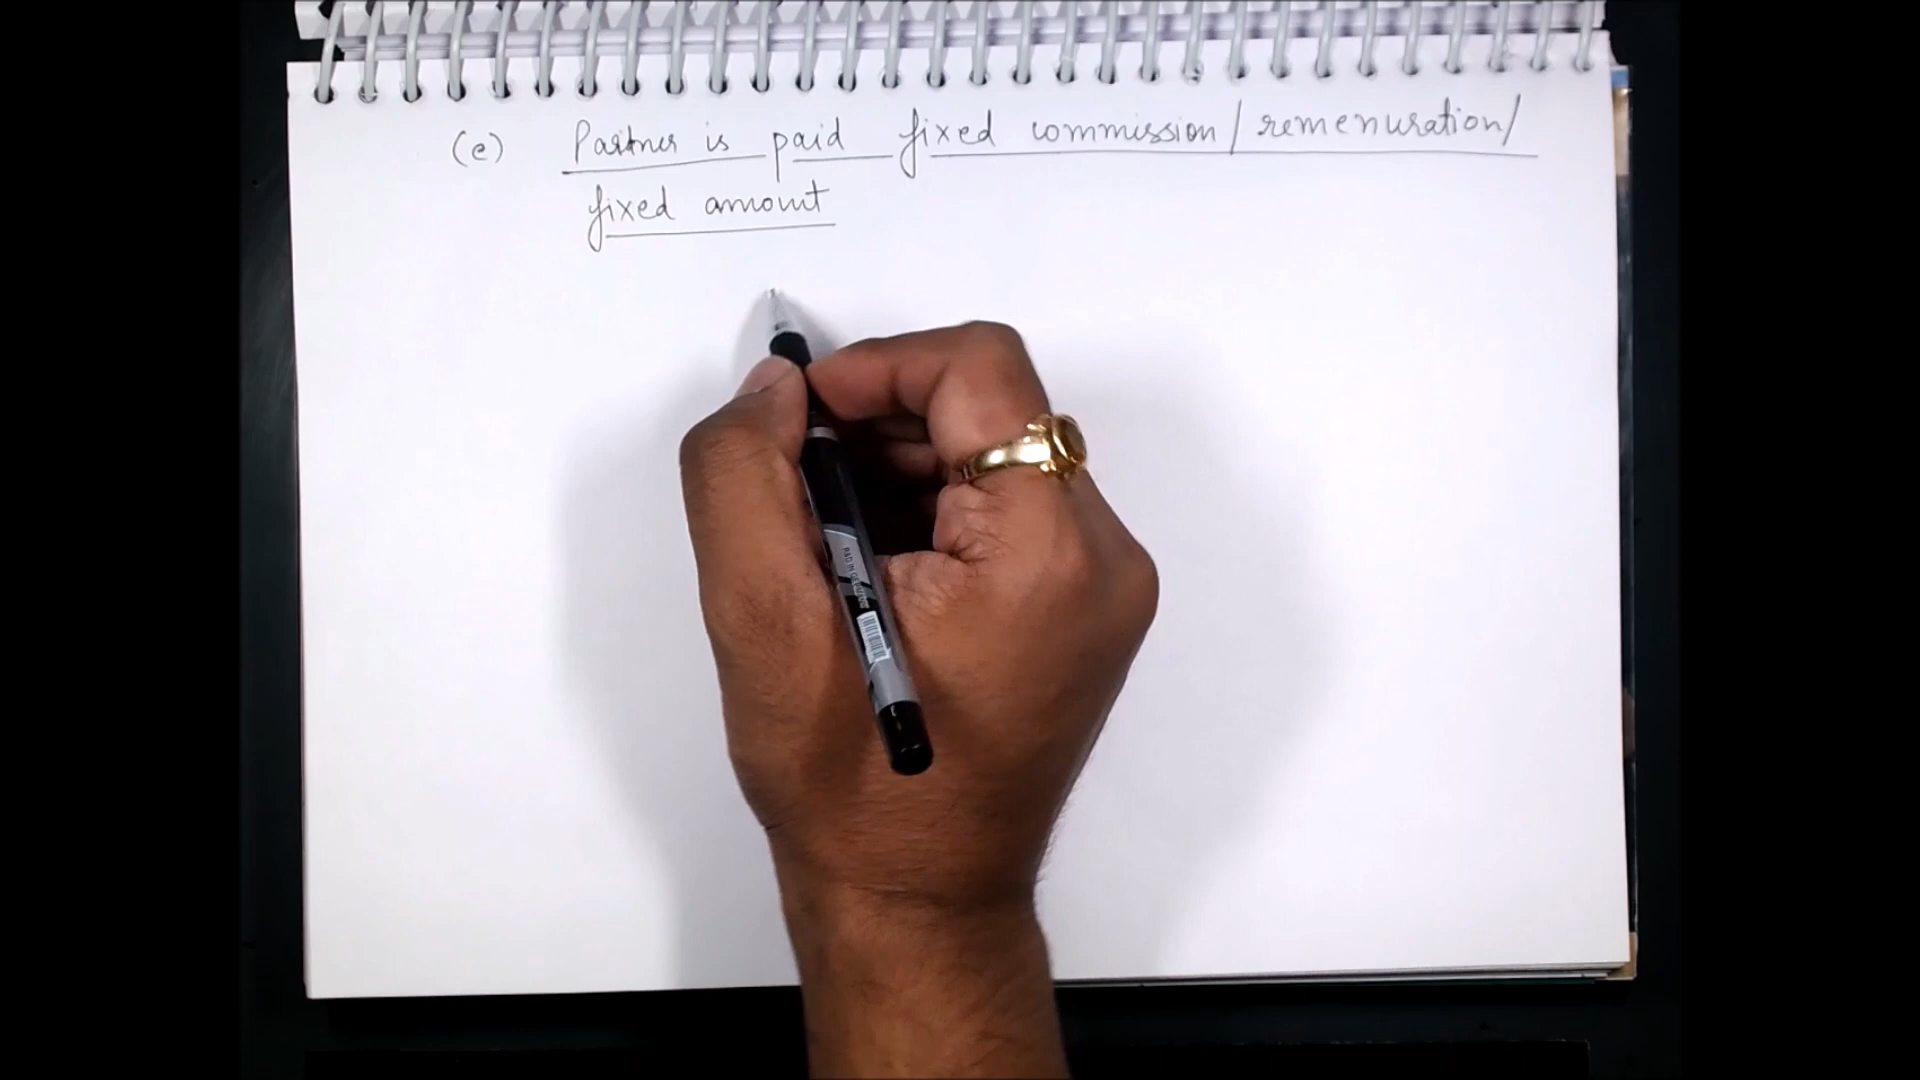 (e) Partner is paid fixed commission/remenuration/
fixed amount